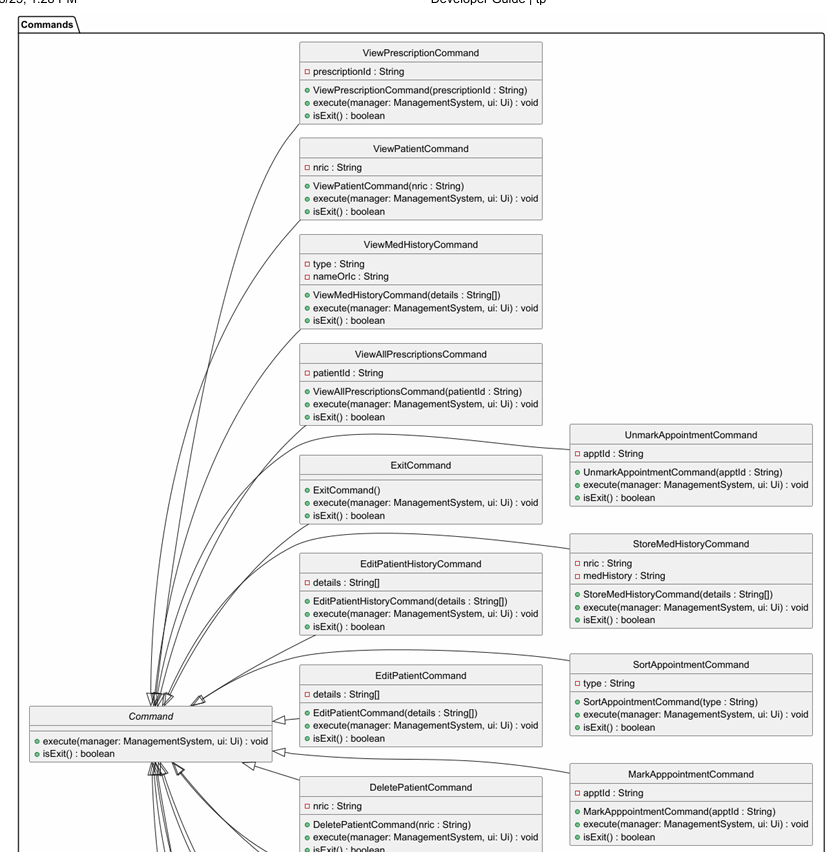 Developer Guide | tp
Commands
ViewPrescriptionCommand
prescriptionId : String
ViewPrescriptionCommand(prescriptionId : String)
execute(manager: ManagementSystem, ui: Ui) : void
isExit() : boolean
ViewPatientCommand
nric : String
ViewPatientCommand(nric : String)
execute(manager: ManagementSystem, ui: Ui) : void
isExit() : boolean
ViewMedHistoryCommand
type : String
nameOrIc : String
ViewMedHistoryCommand(details : String[])
execute(manager: ManagementSystem, ui: Ui) : void
isExit() : boolean
ViewAllPrescriptionsCommand
patientId : String
ViewAllPrescriptionsCommand(patientId : String)
execute(manager: ManagementSystem, ui: Ui) : void
isExit() : boolean
UnmarkAppointmentCommand
apptId : String
UnmarkAppointmentCommand(apptId : String)
execute(manager: ManagementSystem, ui: Ui) : void
isExit() : boolean
ExitCommand
ExitCommand()
execute(manager: ManagementSystem, ui: Ui) : void
isExit() : boolean
StoreMedHistoryCommand
nric : String
medHistory : String
StoreMedHistoryCommand(details : String[])
execute(manager: ManagementSystem, ui: Ui) : void
isExit() : boolean
EditPatientHistoryCommand
details : String[]
EditPatientHistoryCommand(details : String[])
execute(manager: ManagementSystem, ui: Ui) : void
isExit() : boolean
SortAppointmentCommand
type : String
SortAppointmentCommand(type : String)
execute(manager: ManagementSystem, ui: Ui) : void
isExit() : boolean
EditPatientCommand
details : String[]
EditPatientCommand(details : String[])
execute(manager: ManagementSystem, ui: Ui) : void
isExit() : boolean
Command
execute(manager: ManagementSystem, ui: Ui) : void
isExit() : boolean
MarkApppointmentCommand
apptId : String
MarkApppointmentCommand(apptId : String)
execute(manager: ManagementSystem, ui: Ui) : void
isExit() : boolean
DeletePatientCommand
nric : String
DeletePatientCommand(nric : String)
execute(manager: ManagementSystem, ui: Ui) : void
isExit() : boolean